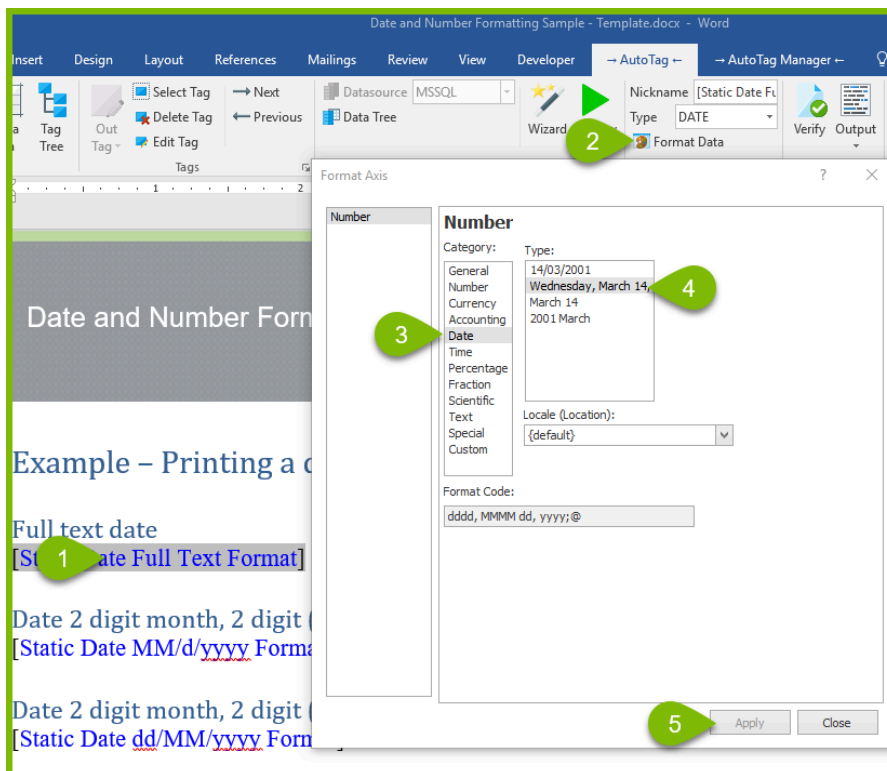 Date and Number Formatting Sample - Template.docx - Word
Insert Design Layout References Mailings Review View Developer → AutoTag ← → AutoTag Manager ←
Select Tag → Next Datasource MSSQL Nickname [Static Date Fu
Tag Tree Out Tag Delete Tag ← Previous Data Tree Wizard Type DATE Verify Output
Edit Tag 2 Format Data
Tags
1 2
Format Axis ? ×
Number Number
Category: Type:
General 14/03/2001
Number Wednesday, March 14, 4
Currency March 14
Accounting 2001 March
3 Date
Time
Percentage
Fraction
Scientific
Text Locale (Location):
Special {default}
Custom
Format Code:
dddd, MMMM dd, yyyy;@
5 Apply Close
Date and Number Forn
Example – Printing a d
Full text date
[St 1 ate Full Text Format]
Date 2 digit month, 2 digit (
[Static Date MM/d/yyyy Forma
Date 2 digit month, 2 digit (
[Static Date dd/MM/yyyy Form